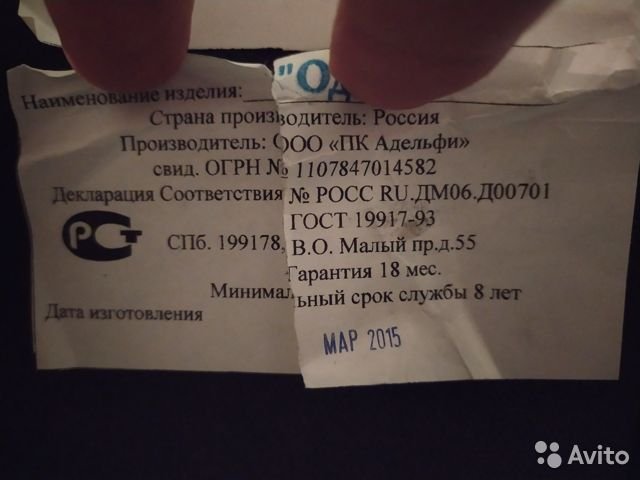 "Од
Наименование изделия:
Страна производитель: Россия
Производитель: ООО «ПК Адельфи»
свид. ОГРН № 1107847014582
Декларация Соответствия № РОСС RU.ДМ06.Д00701
ГОСТ 19917-93
РСТ
СПб. 199178, В.О. Малый пр.д.55
Гарантия 18 мес.
Минимальный срок службы 8 лет
Дата изготовления
МАР 2015
Avito